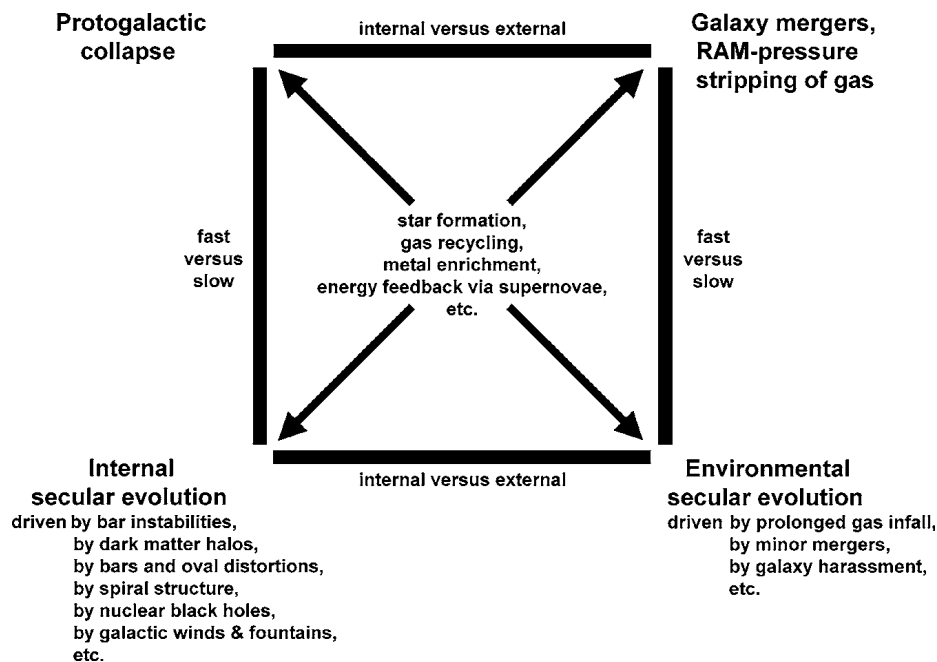 Protogalactic
collapse
internal versus external
Galaxy mergers,
RAM-pressure
stripping of gas
fast
versus
slow
star formation,
gas recycling,
metal enrichment,
energy feedback via supernovae,
etc.
fast
versus
slow
Internal
secular evolution
driven by bar instabilities,
by dark matter halos,
by bars and oval distortions,
by spiral structure,
by nuclear black holes,
by galactic winds & fountains,
etc.
internal versus external
Environmental
secular evolution
driven by prolonged gas infall,
by minor mergers,
by galaxy harassment,
etc.